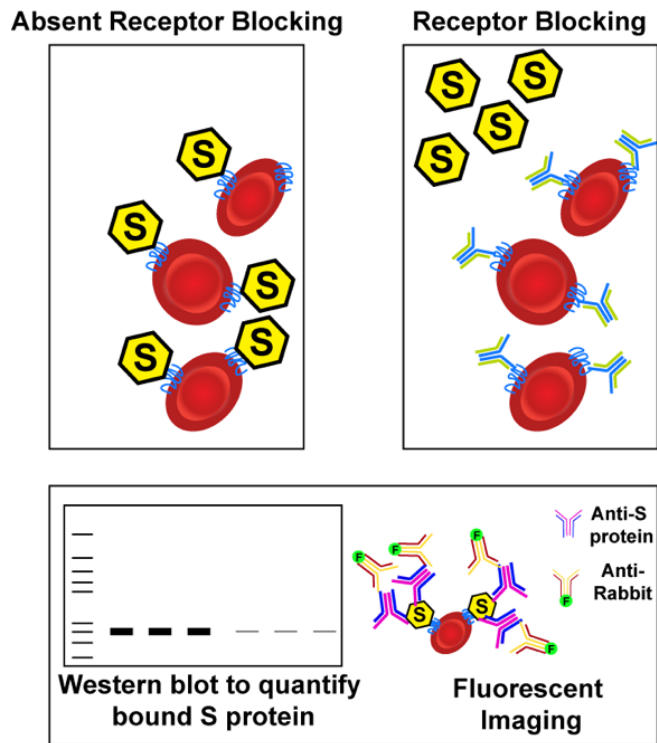 Absent Receptor Blocking
Receptor Blocking
S
S
S
S
S
S
S
S
S
Anti-S
protein
Anti-
Rabbit
F
F
F
F
F
S
S
Western blot to quantify
bound S protein
Fluorescent
Imaging